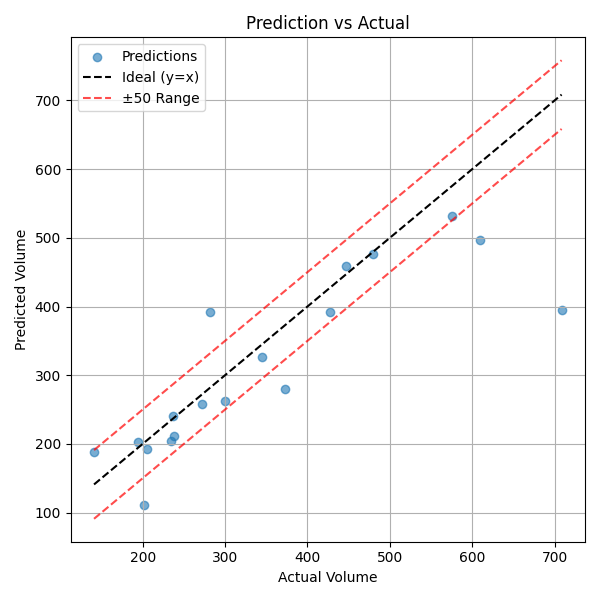 Prediction vs Actual
Predictions
Ideal (y=x)
±50 Range
Predicted Volume
700
600
500
400
300
200
100
200 300 400 500 600 700
Actual Volume